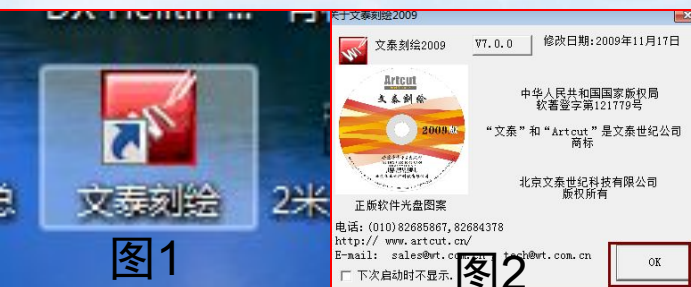 文泰刻绘
2米
图1
关于文泰刻绘2009
文泰刻绘2009
V7.0.0
修改日期:2009年11月17日
Artcut
文泰刻绘
2009
中华人民共和国国家版权局
软著登字第121779号
“文泰”和“Artcut”是文泰世纪公司
商标
北京文泰世纪科技有限公司
版权所有
正版软件光盘图案
电话:(010)82685867,82684378
http:// www.artcut.cn/
E-mail: sales@wt.com.cn , tech@wt.com.cn
下次启动时不显示.
OK
图2